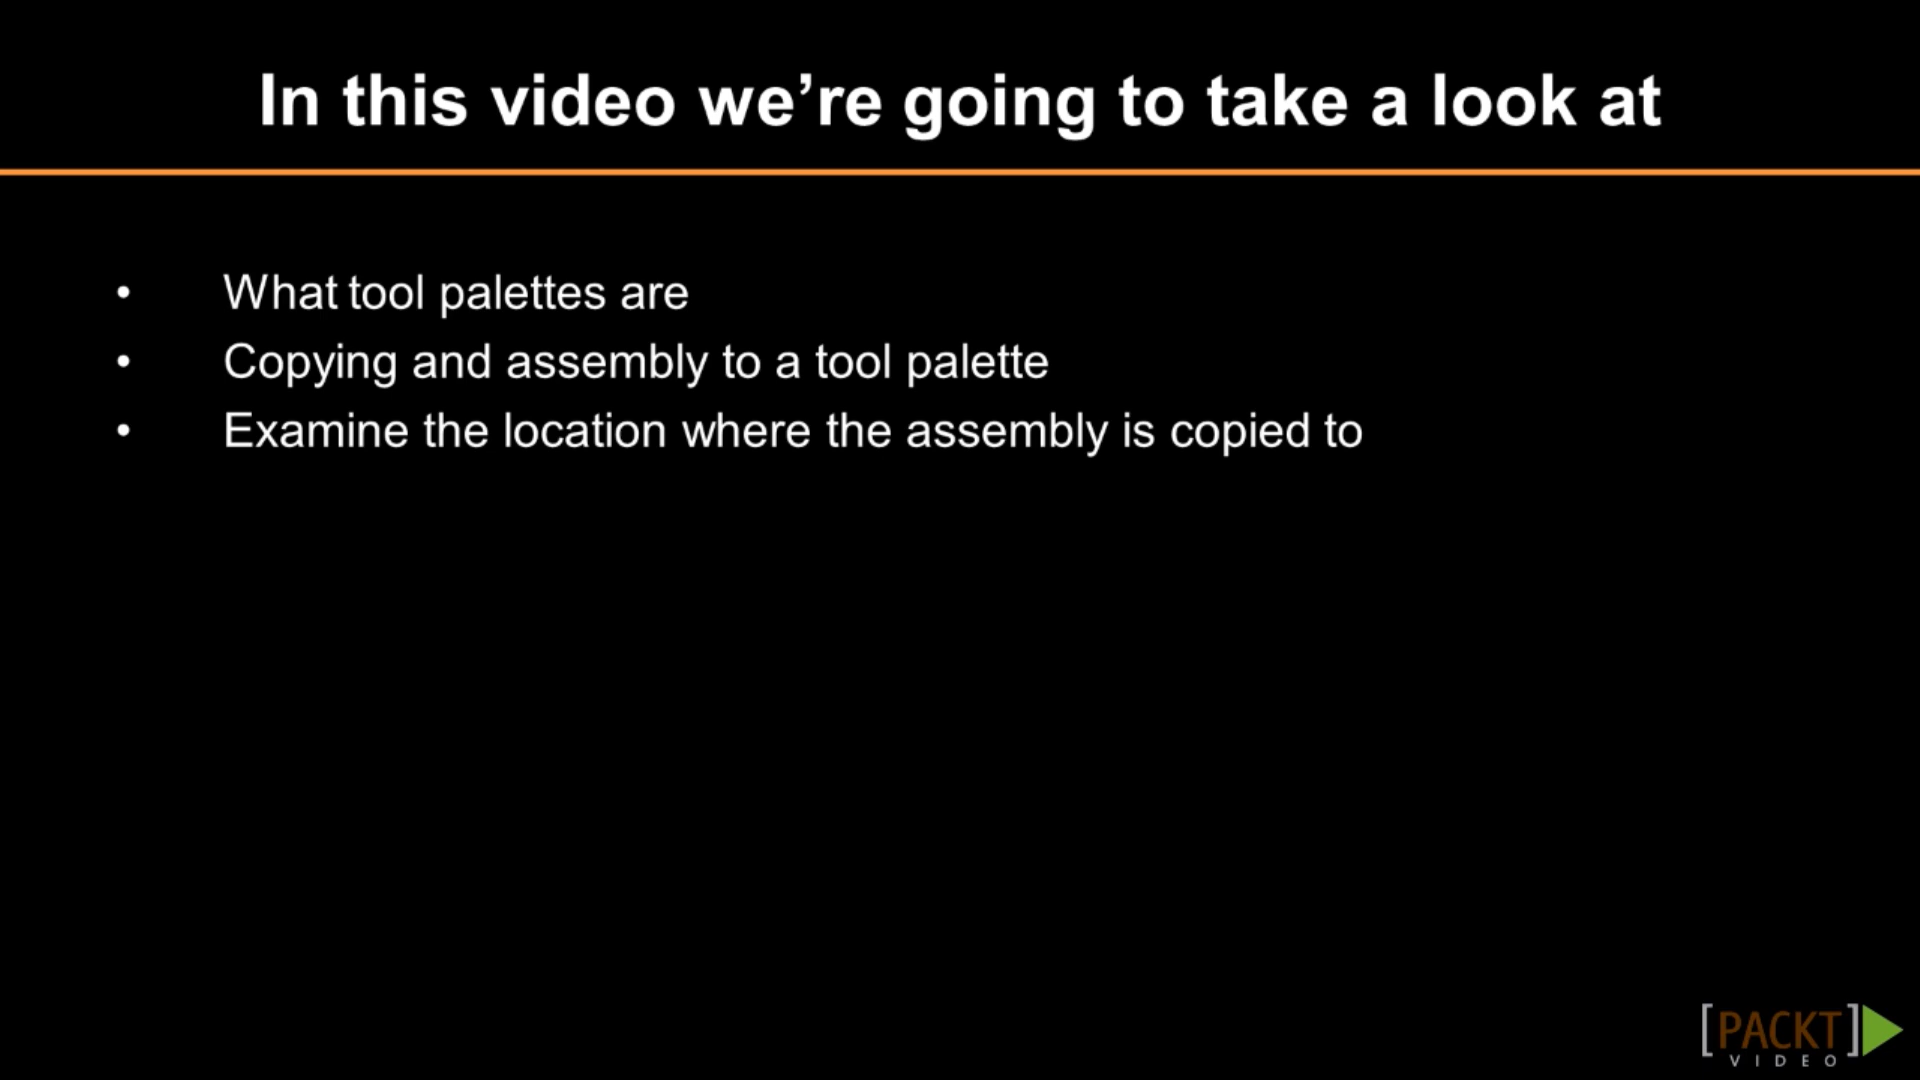 In this video we’re going to take a look at
• What tool palettes are
• Copying and assembly to a tool palette
• Examine the location where the assembly is copied to
[PACKT]
VIDEO